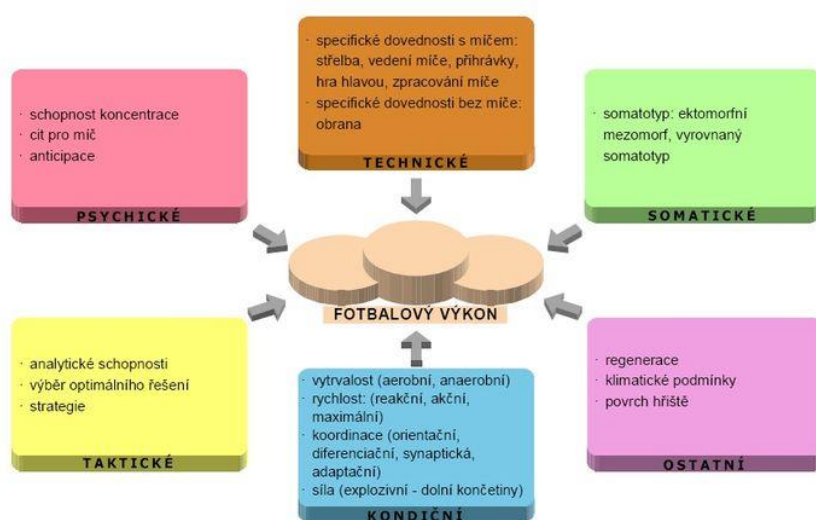 · specifické dovednosti s míčem:
střelba, vedení míče, přihrávky,
hra hlavou, zpracování míče
· specifické dovednosti bez míče:
obrana
TECHNICKÉ
· schopnost koncentrace
· cit pro míč
· anticipace
PSYCHICKÉ
· somatotyp: ektomorfní
mezomorf, vyrovnaný
somatotyp
SOMATICKÉ
FOTBALOVÝ VÝKON
· analytické schopnosti
· výběr optimálního řešení
· strategie
TAKTICKÉ
· vytrvalost (aerobní, anaerobní)
· rychlost: (reakční, akční,
maximální)
· koordinace (orientační,
diferenciační, synaptická,
adaptační)
· síla (explozivní - dolní končetiny)
KONDIČNÍ
· regenerace
· klimatické podmínky
· povrch hřiště
OSTATNÍ